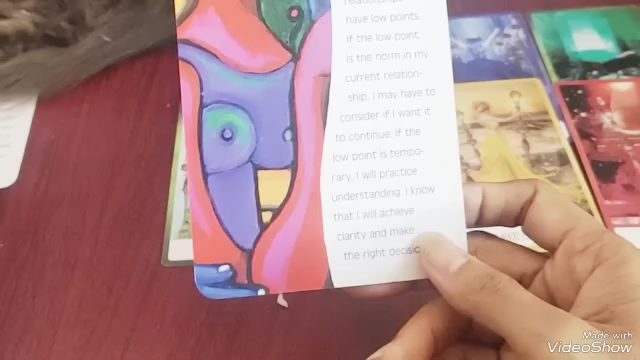 relationships
have low points.
If the low point
is the norm in my
current relation-
ship, I may have to
consider if I want it
to continue. If the
low point is tempo-
rary, I will practice
understanding. I know
that I will achieve
clarity and make
the right decision
Made with
VideoShow